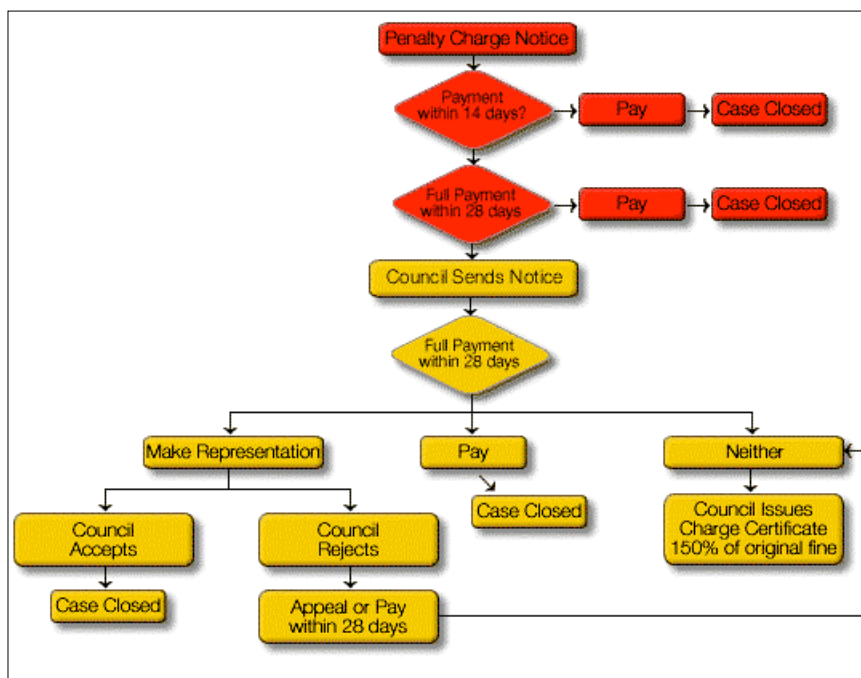 Penalty Charge Notice
Payment
within 14 days?
Pay
Case Closed
Full Payment
within 28 days
Pay
Case Closed
Council Sends Notice
Full Payment
within 28 days
Make Representation
Pay
Neither
Case Closed
Council Issues
Charge Certificate
150% of original fine
Council
Accepts
Council
Rejects
Case Closed
Appeal or Pay
within 28 days